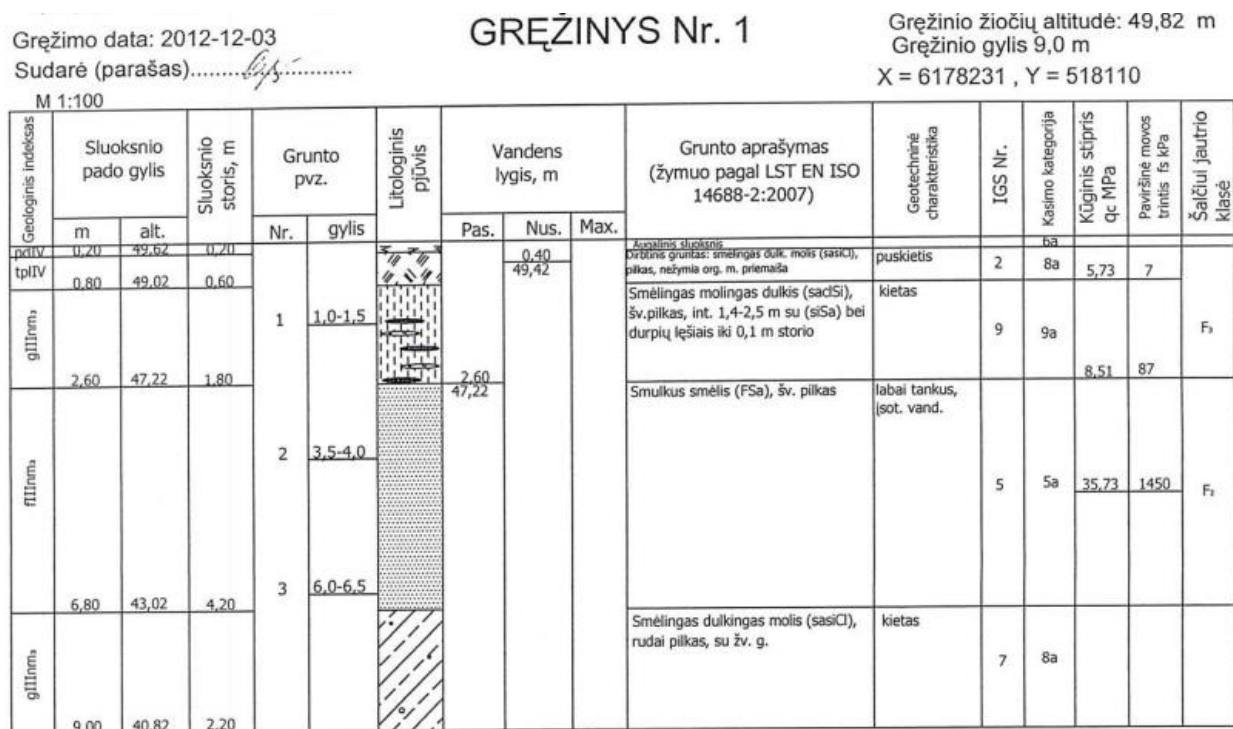 Gręžimo data: 2012-12-03
GRĘŽINYS Nr. 1
Gręžinio žiočių altitudė: 49,82 m
Gręžinio gylis 9,0 m
Sudarė (parašas)
X = 6178231 , Y = 518110
M 1:100
Geologinis indeksas
Sluoksnio pado gylis
m
alt.
Sluoksnio storis, m
Grunto pvz.
Nr.
gylis
Litologinis pjūvis
Vandens lygis, m
Pas.
Nus.
Max.
Grunto aprašymas
(žymuo pagal LST EN ISO
14688-2:2007)
Geotechninė charakteristika
IGS Nr.
Kasimo kategorija
Kūginis stipris qc MPa
Paviršinė movos trintis fs kPa
Šalčiui jautrio klasė
pdIV 0,20 49,62 0,20 Augalinis sluoksnis 6a
tpIIV 0,80 49,02 0,60
0,40
49,42
Dirbtinis gruntas: smėlingas dulk. molis (sasiCl),
pilkas, nežymia org. m. priemaiša
puskietis 2 8a 5,73 7
gIIInm₃ 2,60 47,22 1,80
1 1,0-1,5
2,60
47,22
Smėlingas molingas dulkis (saclSi),
šv.pilkas, int. 1,4-2,5 m su (siSa) bei
durpių lęšiais iki 0,1 m storio
kietas 9 9a 8,51 87
F₃
fIIInm₃ 6,80 43,02 4,20
2 3,5-4,0
3 6,0-6,5
Smulkus smėlis (FSa), šv. pilkas
labai tankus,
įsot. vand.
5 5a 35,73 1450 F₂
gIIInm₃ 9,00 40,82 2,20
Smėlingas dulkingas molis (sasiCl),
rudai pilkas, su žv. g.
kietas 7 8a